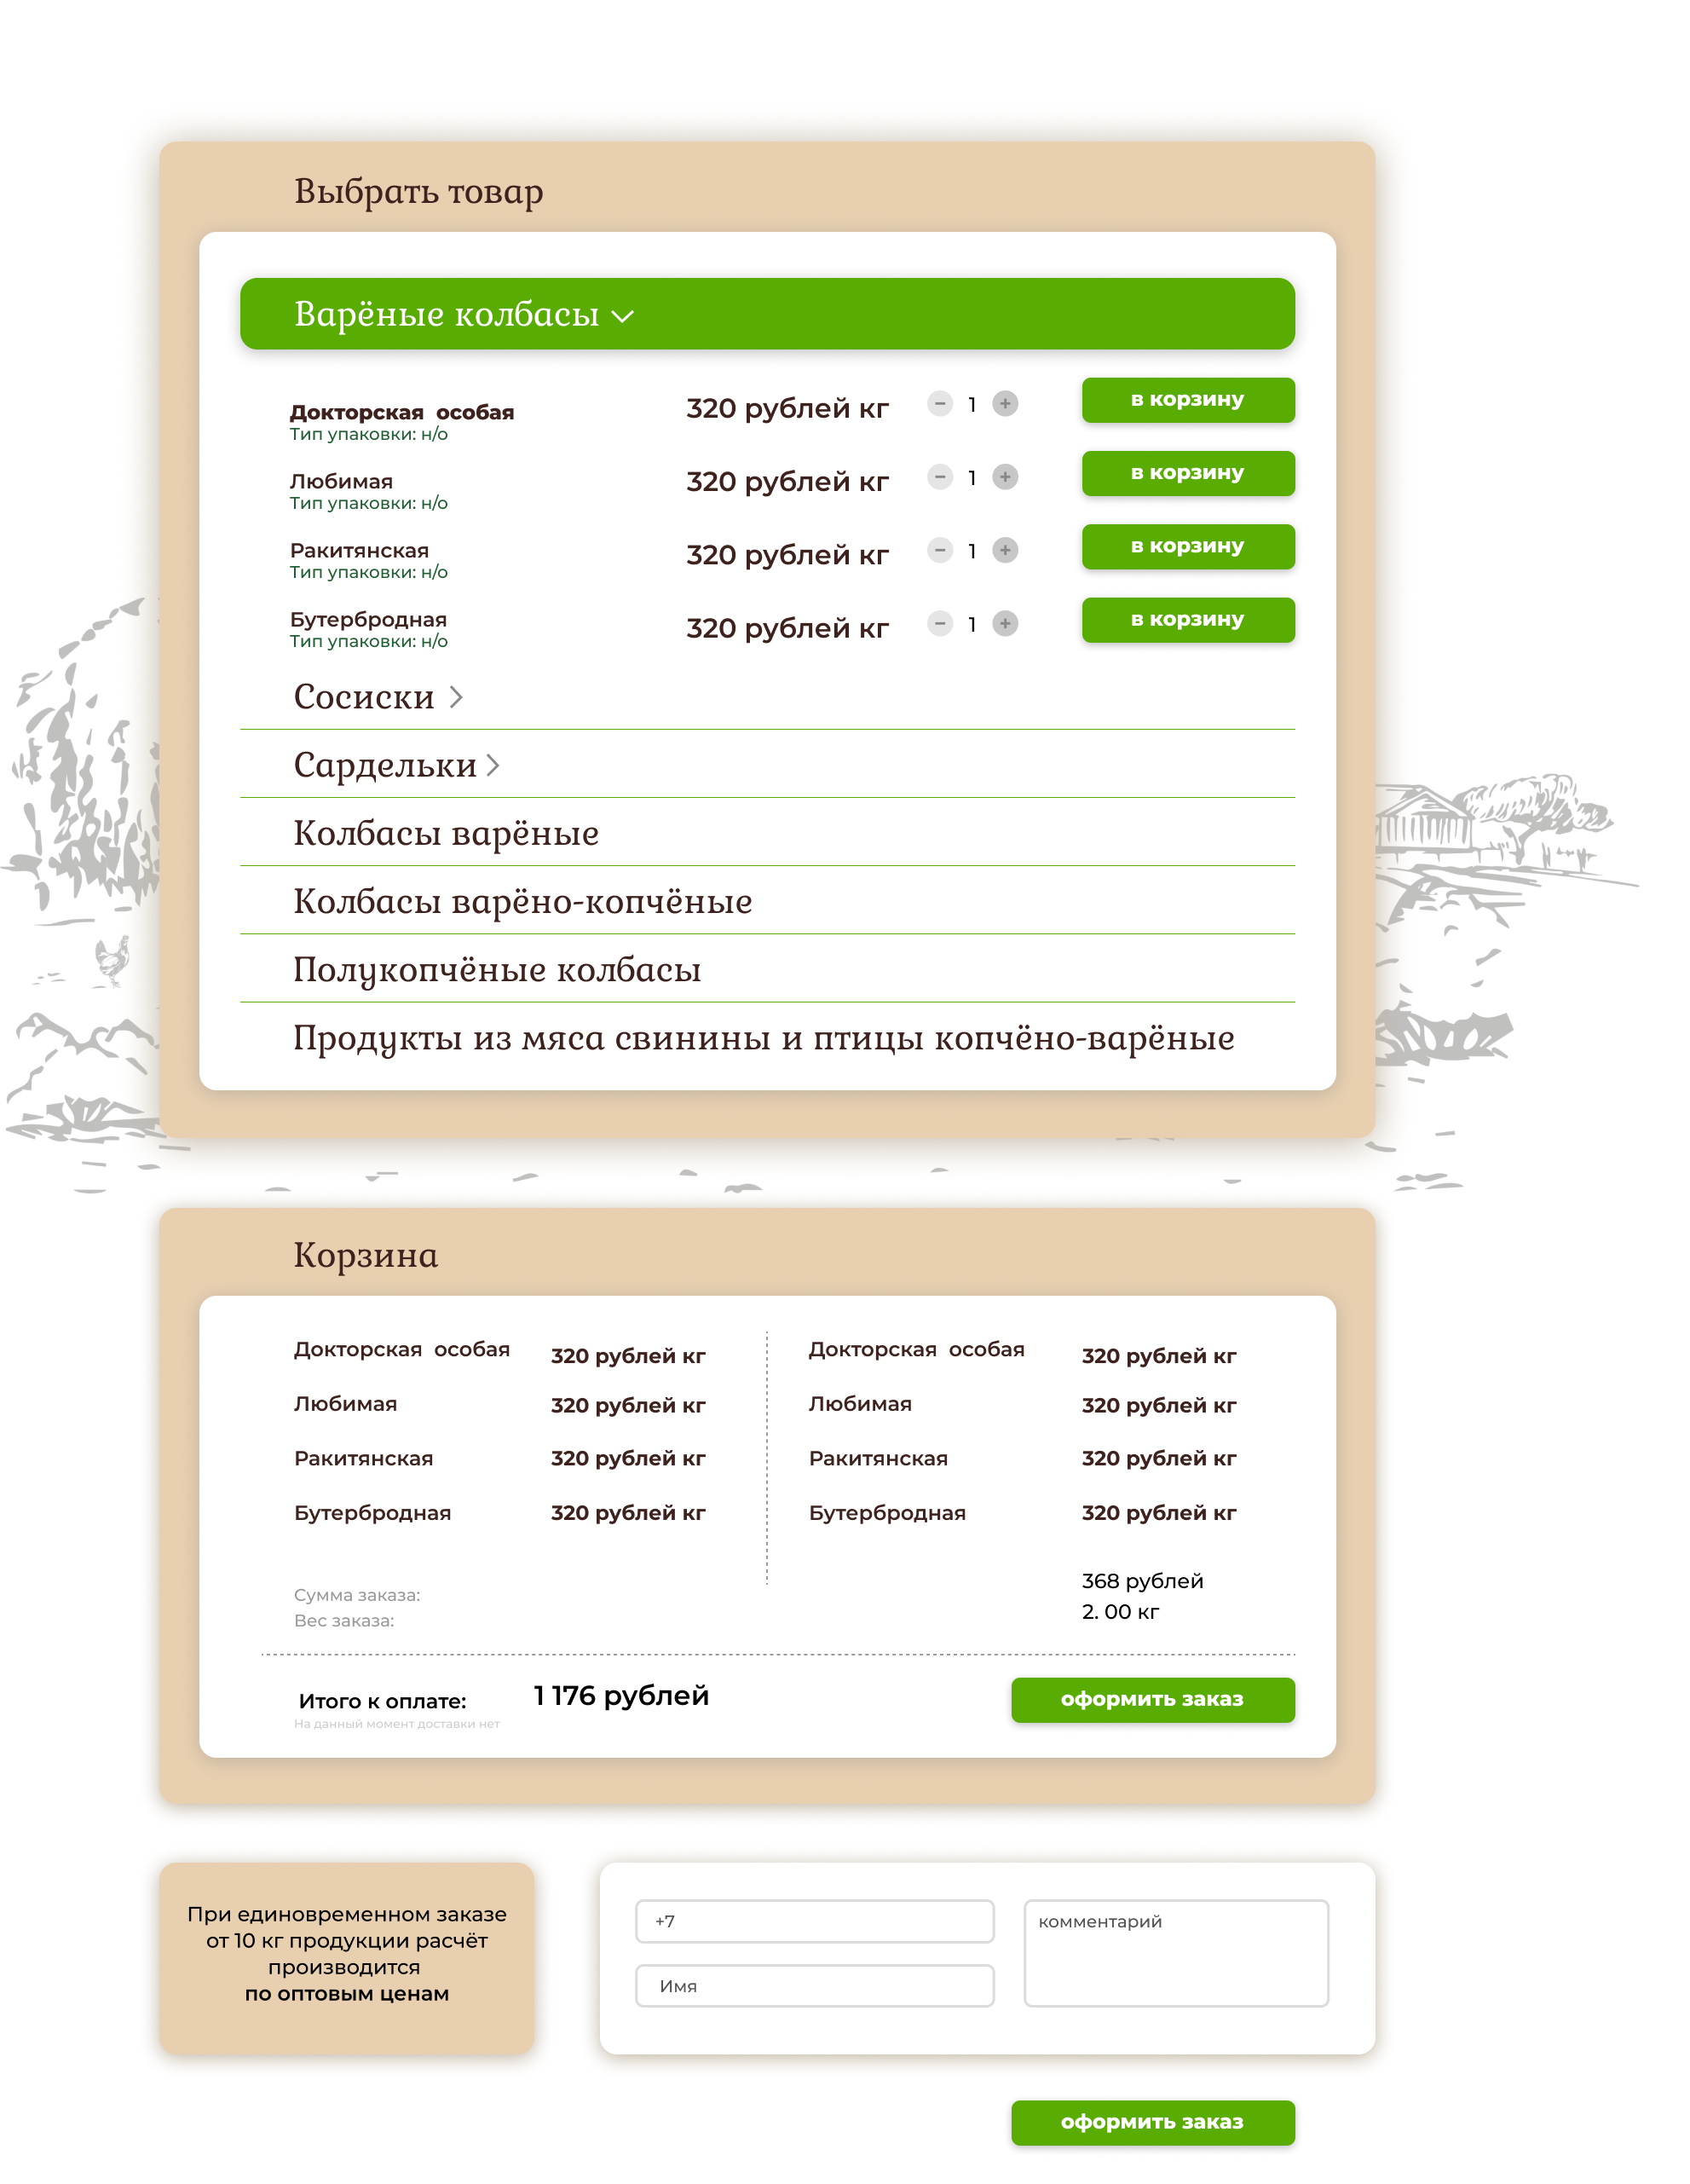 Выбрать товар
Варёные колбасы
Докторская особая 320 рублей кг − 1 + в корзину
Тип упаковки: н/о
Любимая 320 рублей кг − 1 + в корзину
Тип упаковки: н/о
Ракитянская 320 рублей кг − 1 + в корзину
Тип упаковки: н/о
Бутербродная 320 рублей кг − 1 + в корзину
Тип упаковки: н/о
Сосиски
Сардельки
Колбасы варёные
Колбасы варёно-копчёные
Полукопчёные колбасы
Продукты из мяса свинины и птицы копчёно-варёные
Корзина
Докторская особая 320 рублей кг Докторская особая 320 рублей кг
Любимая 320 рублей кг Любимая 320 рублей кг
Ракитянская 320 рублей кг Ракитянская 320 рублей кг
Бутербродная 320 рублей кг Бутербродная 320 рублей кг
Сумма заказа: 368 рублей
Вес заказа: 2. 00 кг
Итого к оплате: 1 176 рублей оформить заказ
На данный момент доставки нет
При единовременном заказе
от 10 кг продукции расчёт
производится
по оптовым ценам
+7
Имя
комментарий
оформить заказ